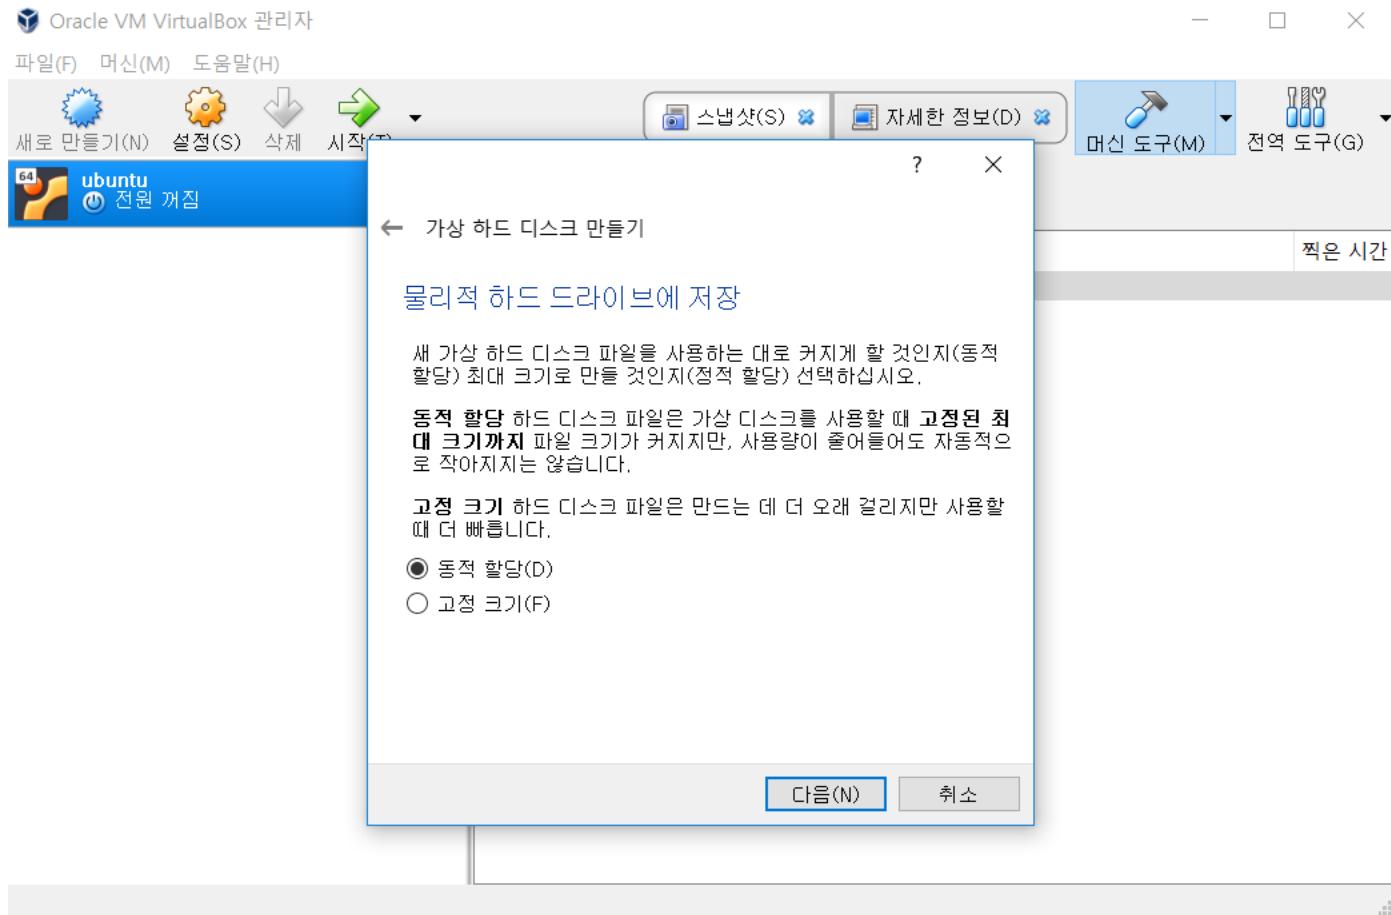 Oracle VM VirtualBox 관리자
파일(F) 머신(M) 도움말(H)
새로 만들기(N) 설정(S) 삭제 시작(T)
스냅샷(S) 자세한 정보(D)
머신 도구(M) 전역 도구(G)
64
ubuntu
전원 꺼짐
찍은 시간
?
가상 하드 디스크 만들기
물리적 하드 드라이브에 저장
새 가상 하드 디스크 파일을 사용하는 대로 커지게 할 것인지(동적
할당) 최대 크기로 만들 것인지(정적 할당) 선택하십시오.
동적 할당 하드 디스크 파일은 가상 디스크를 사용할 때 고정된 최
대 크기까지 파일 크기가 커지지만, 사용량이 줄어들어도 자동적으
로 작아지지는 않습니다.
고정 크기 하드 디스크 파일은 만드는 데 더 오래 걸리지만 사용할
때 더 빠릅니다.
동적 할당(D)
고정 크기(F)
다음(N) 취소